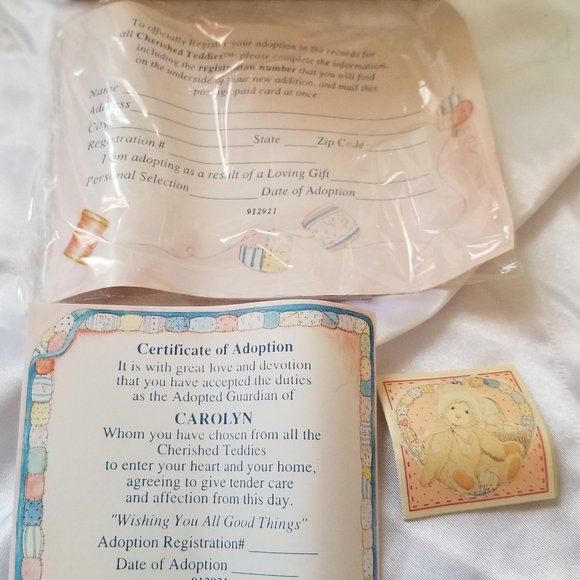 To officially Register your adoption in the records for
all Cherished Teddies™ please complete the information,
including the registration number that you will find
on the underside of your new addition, and mail this
postage paid card at once.
Name
Address
City
Registration # State Zip Code
I am adopting as a result of a Loving Gift
Personal Selection Date of Adoption
912921
Certificate of Adoption
It is with great love and devotion
that you have accepted the duties
as the Adopted Guardian of
CAROLYN
Whom you have chosen from all the
Cherished Teddies
to enter your heart and your home,
agreeing to give tender care
and affection from this day.
"Wishing You All Good Things"
Adoption Registration#
Date of Adoption
912921